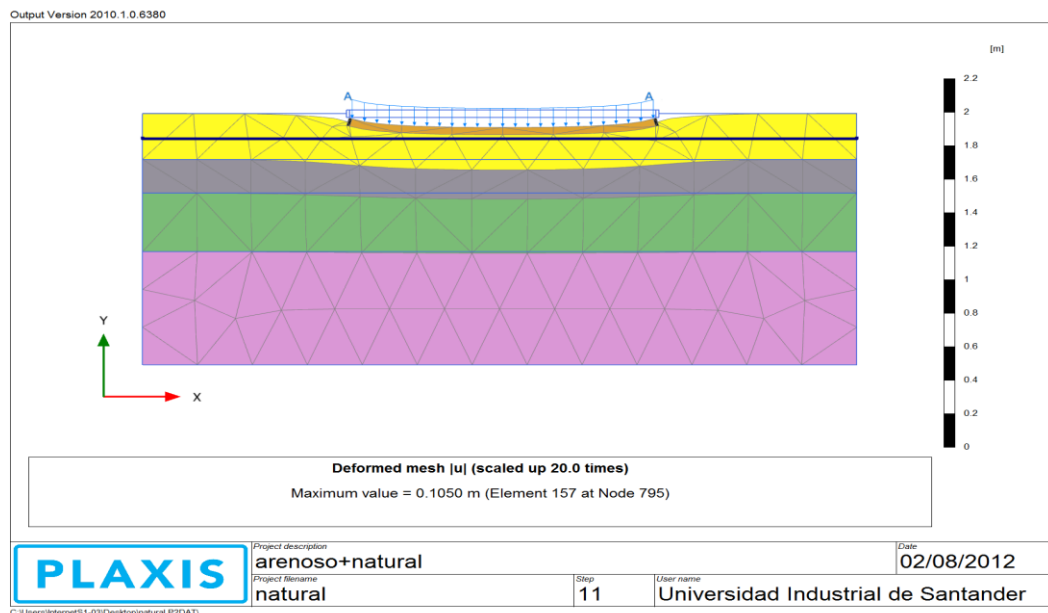 Output Version 2010.1.0.6380
[m]
A A
2.2
2
1.8
1.6
1.4
1.2
1
0.8
0.6
0.4
0.2
0
Y
X
Deformed mesh |u| (scaled up 20.0 times)
Maximum value = 0.1050 m (Element 157 at Node 795)
PLAXIS
Project description
arenoso+natural
Date
02/08/2012
Project filename
natural
Step
11
User name
Universidad Industrial de Santander